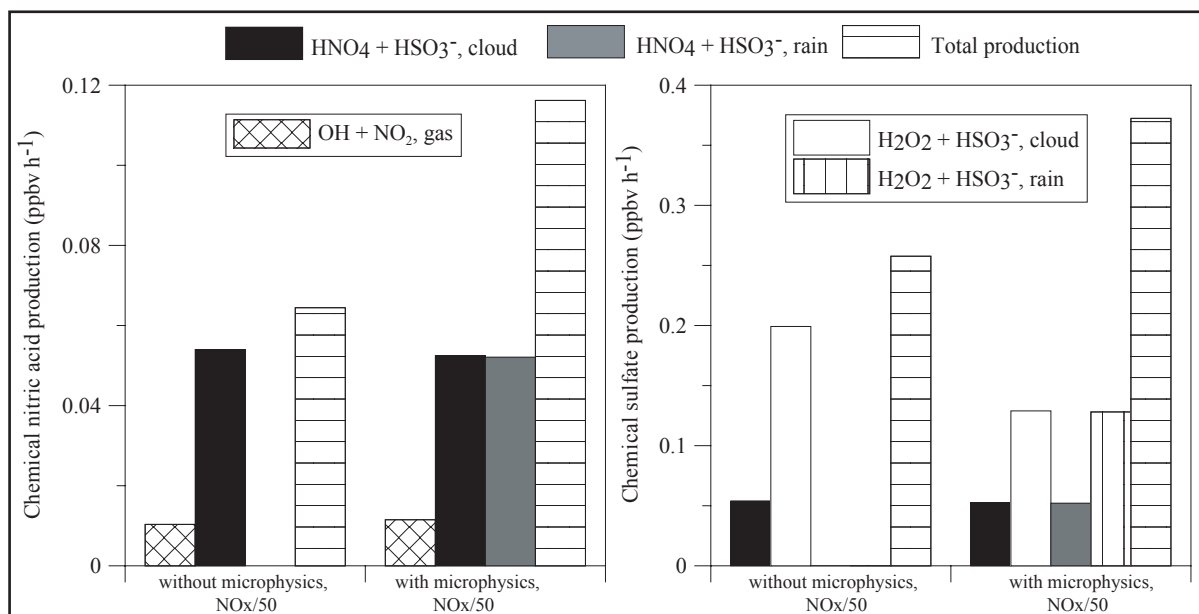 HNO4 + HSO3-, cloud
HNO4 + HSO3-, rain
Total production
Chemical nitric acid production (ppbv h-1)
0.12
0.08
0.04
0
OH + NO2, gas
without microphysics,
NOx/50
with microphysics,
NOx/50
Chemical sulfate production (ppbv h-1)
0.4
0.3
0.2
0.1
0
H2O2 + HSO3-, cloud
H2O2 + HSO3-, rain
without microphysics,
NOx/50
with microphysics,
NOx/50